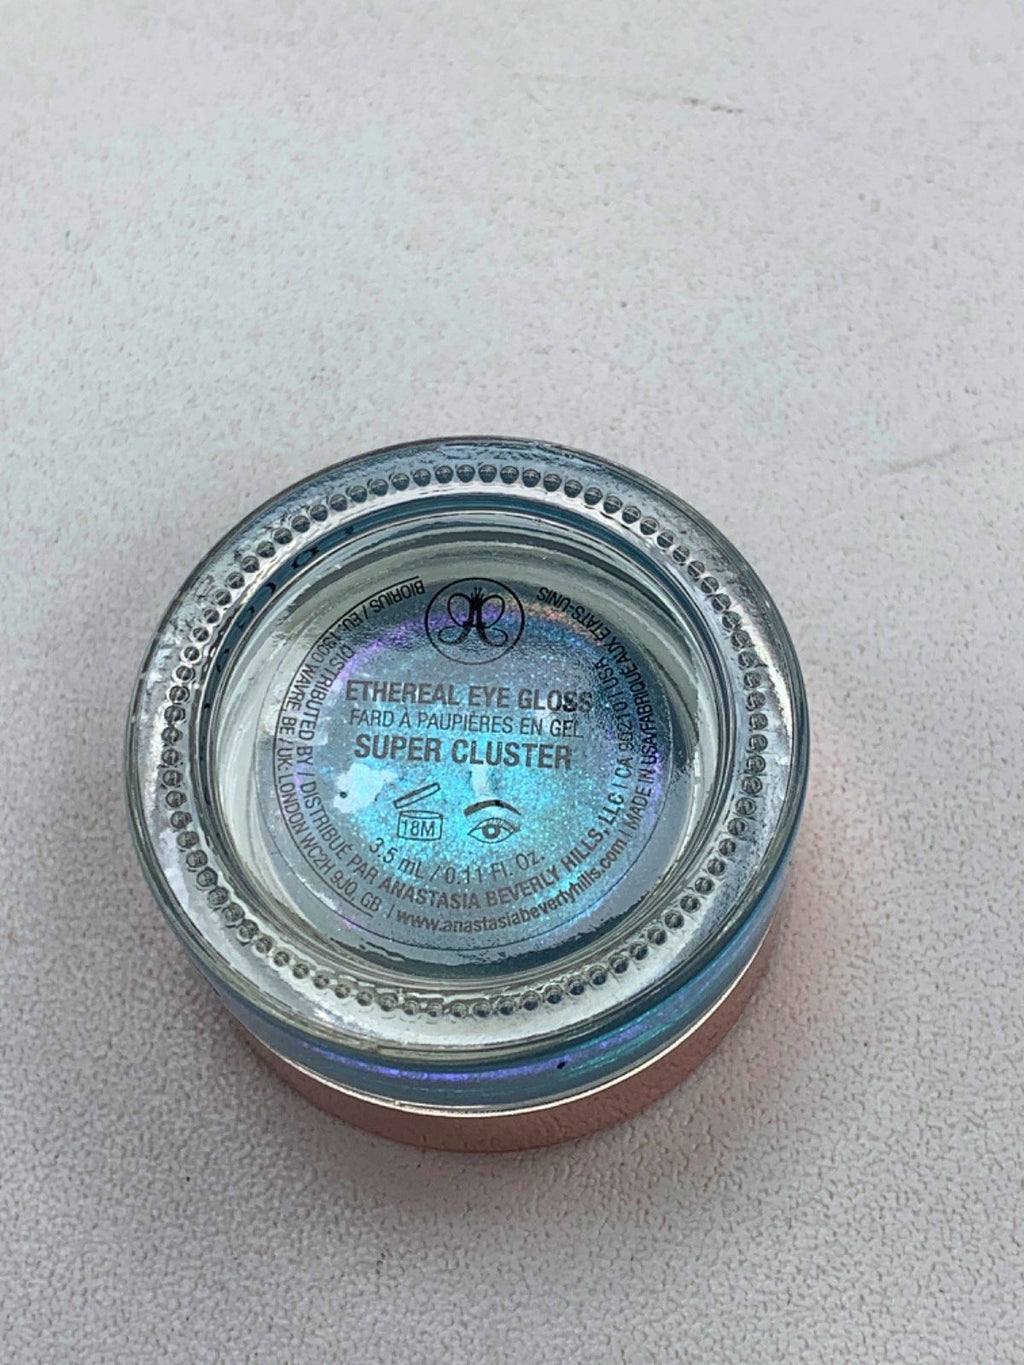 ETHEREAL EYE GLOSS
FARD À PAUPIÈRES EN GEL
SUPER CLUSTER
18M
3.5 mL / 0.11 Fl. Oz.
DISTRIBUTED BY / DISTRIBUÉ PAR ANASTASIA BEVERLY HILLS, LLC | CA 90210 | USA
BIORIUS / EU: 1300 WAVRE BE / UK: LONDON WC2H 9JQ, GB | www.anastasiabeverlyhills.com | MADE IN USA/FABRIQUÉ AUX ÉTATS-UNIS